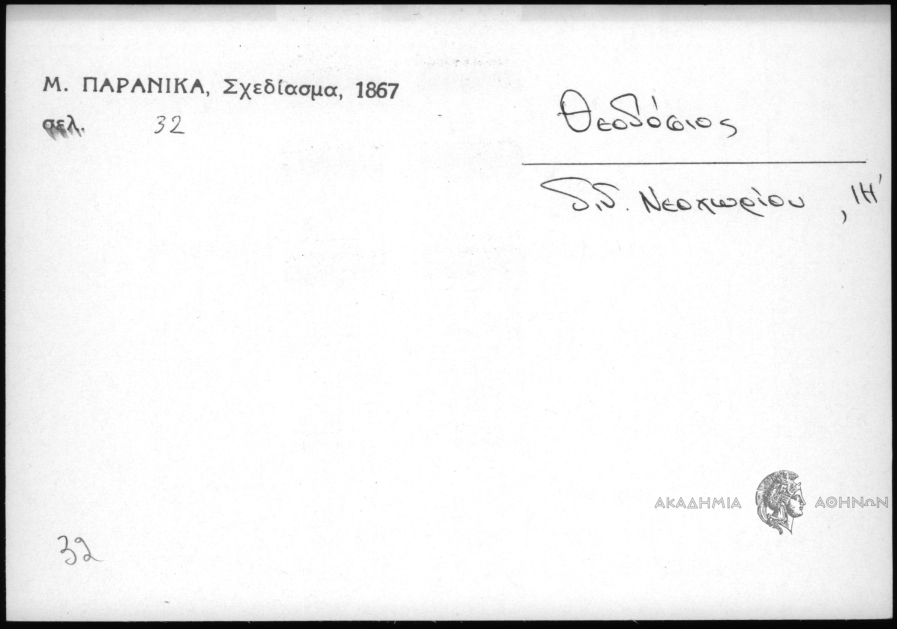 Μ. ΠΑΡΑΝΙΚΑ, Σχεδίασμα, 1867
σελ. 32
Θεοδόσιος
δ.δ. Νεοχωρίου, ΙΗ'
ΑΚΑΔΗΜΙΑ ΑΘΗΝΩΝ
32